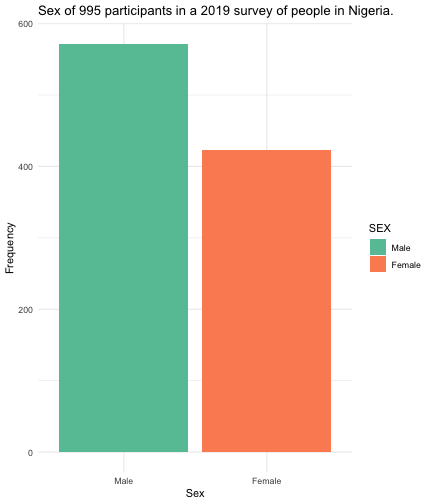 Sex of 995 participants in a 2019 survey of people in Nigeria.
600
400
200
0
Frequency
Male
Female
Sex
SEX
Male
Female